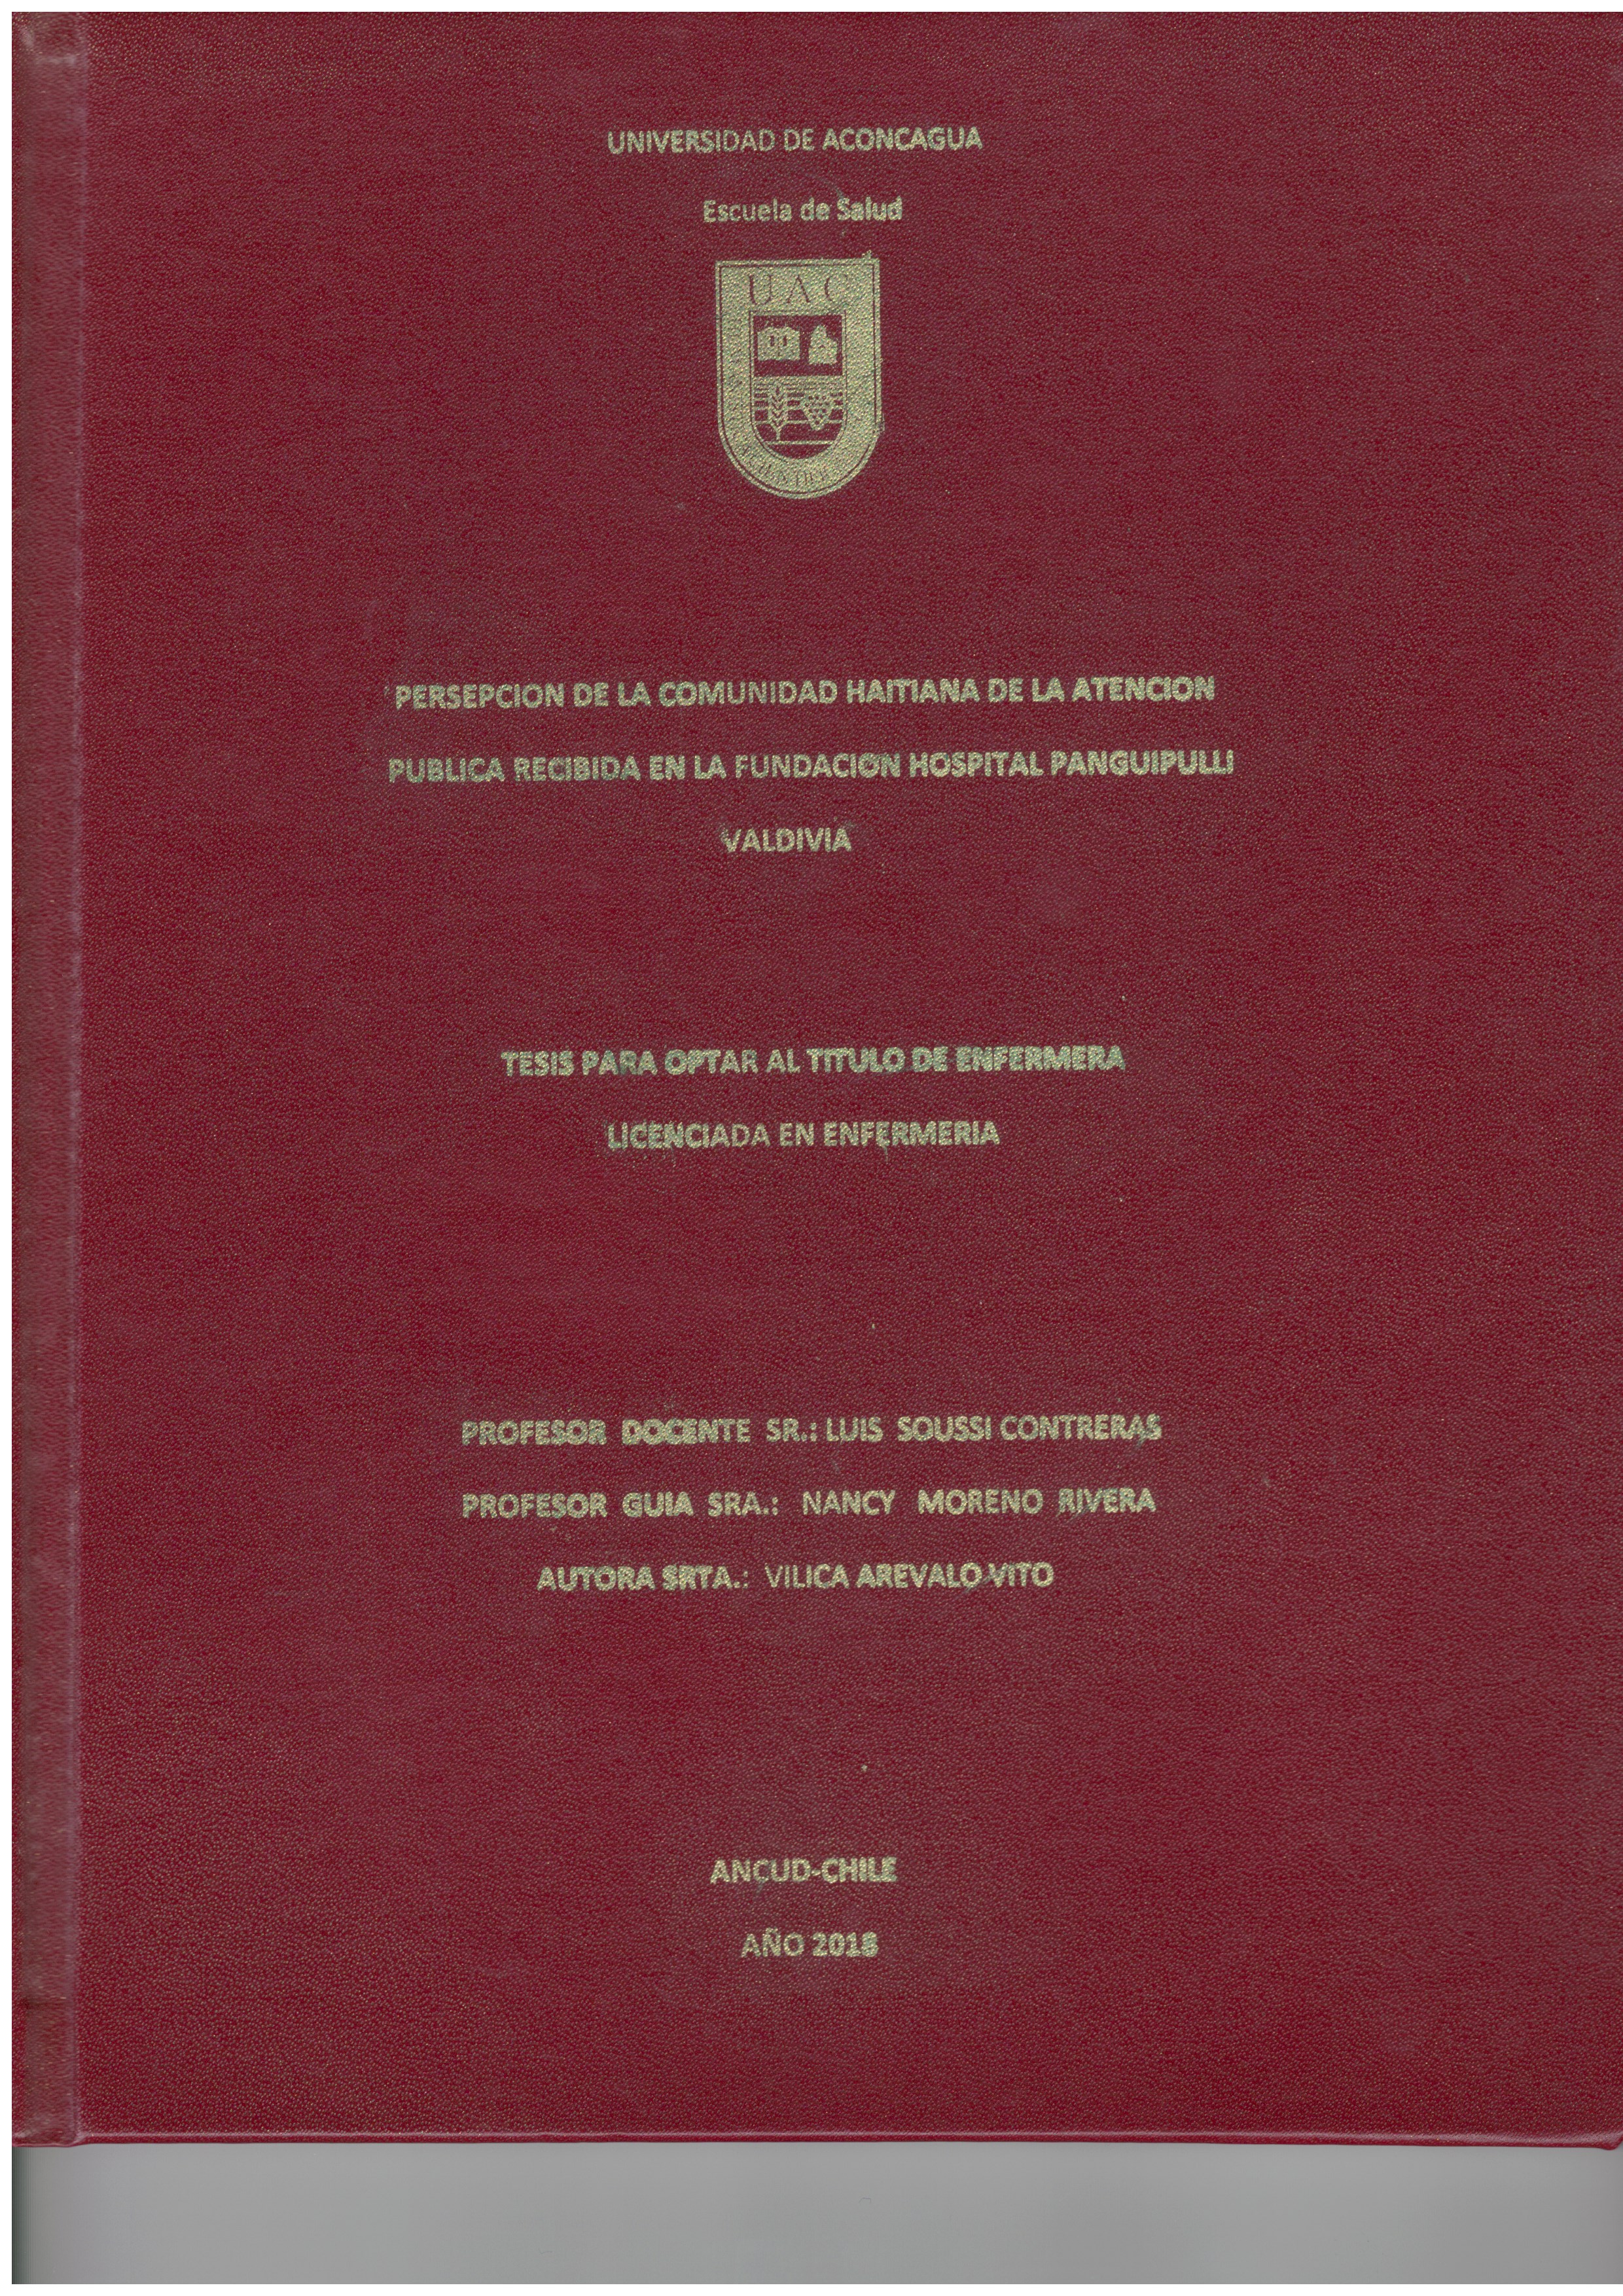 UNIVERSIDAD DE ACONCAGUA
Escuela de Salud
UAC
PERSEPCION DE LA COMUNIDAD HAITIANA DE LA ATENCION
PUBLICA RECIBIDA EN LA FUNDACION HOSPITAL PANGUIPULLI
VALDIVIA
TESIS PARA OPTAR AL TITULO DE ENFERMERA
LICENCIADA EN ENFERMERIA
PROFESOR DOCENTE SR.: LUIS SOUSSI CONTRERAS
PROFESOR GUIA SRA.: NANCY MORENO RIVERA
AUTORA SRTA.: VILICA AREVALO VITO
ANCUD-CHILE
AÑO 2018